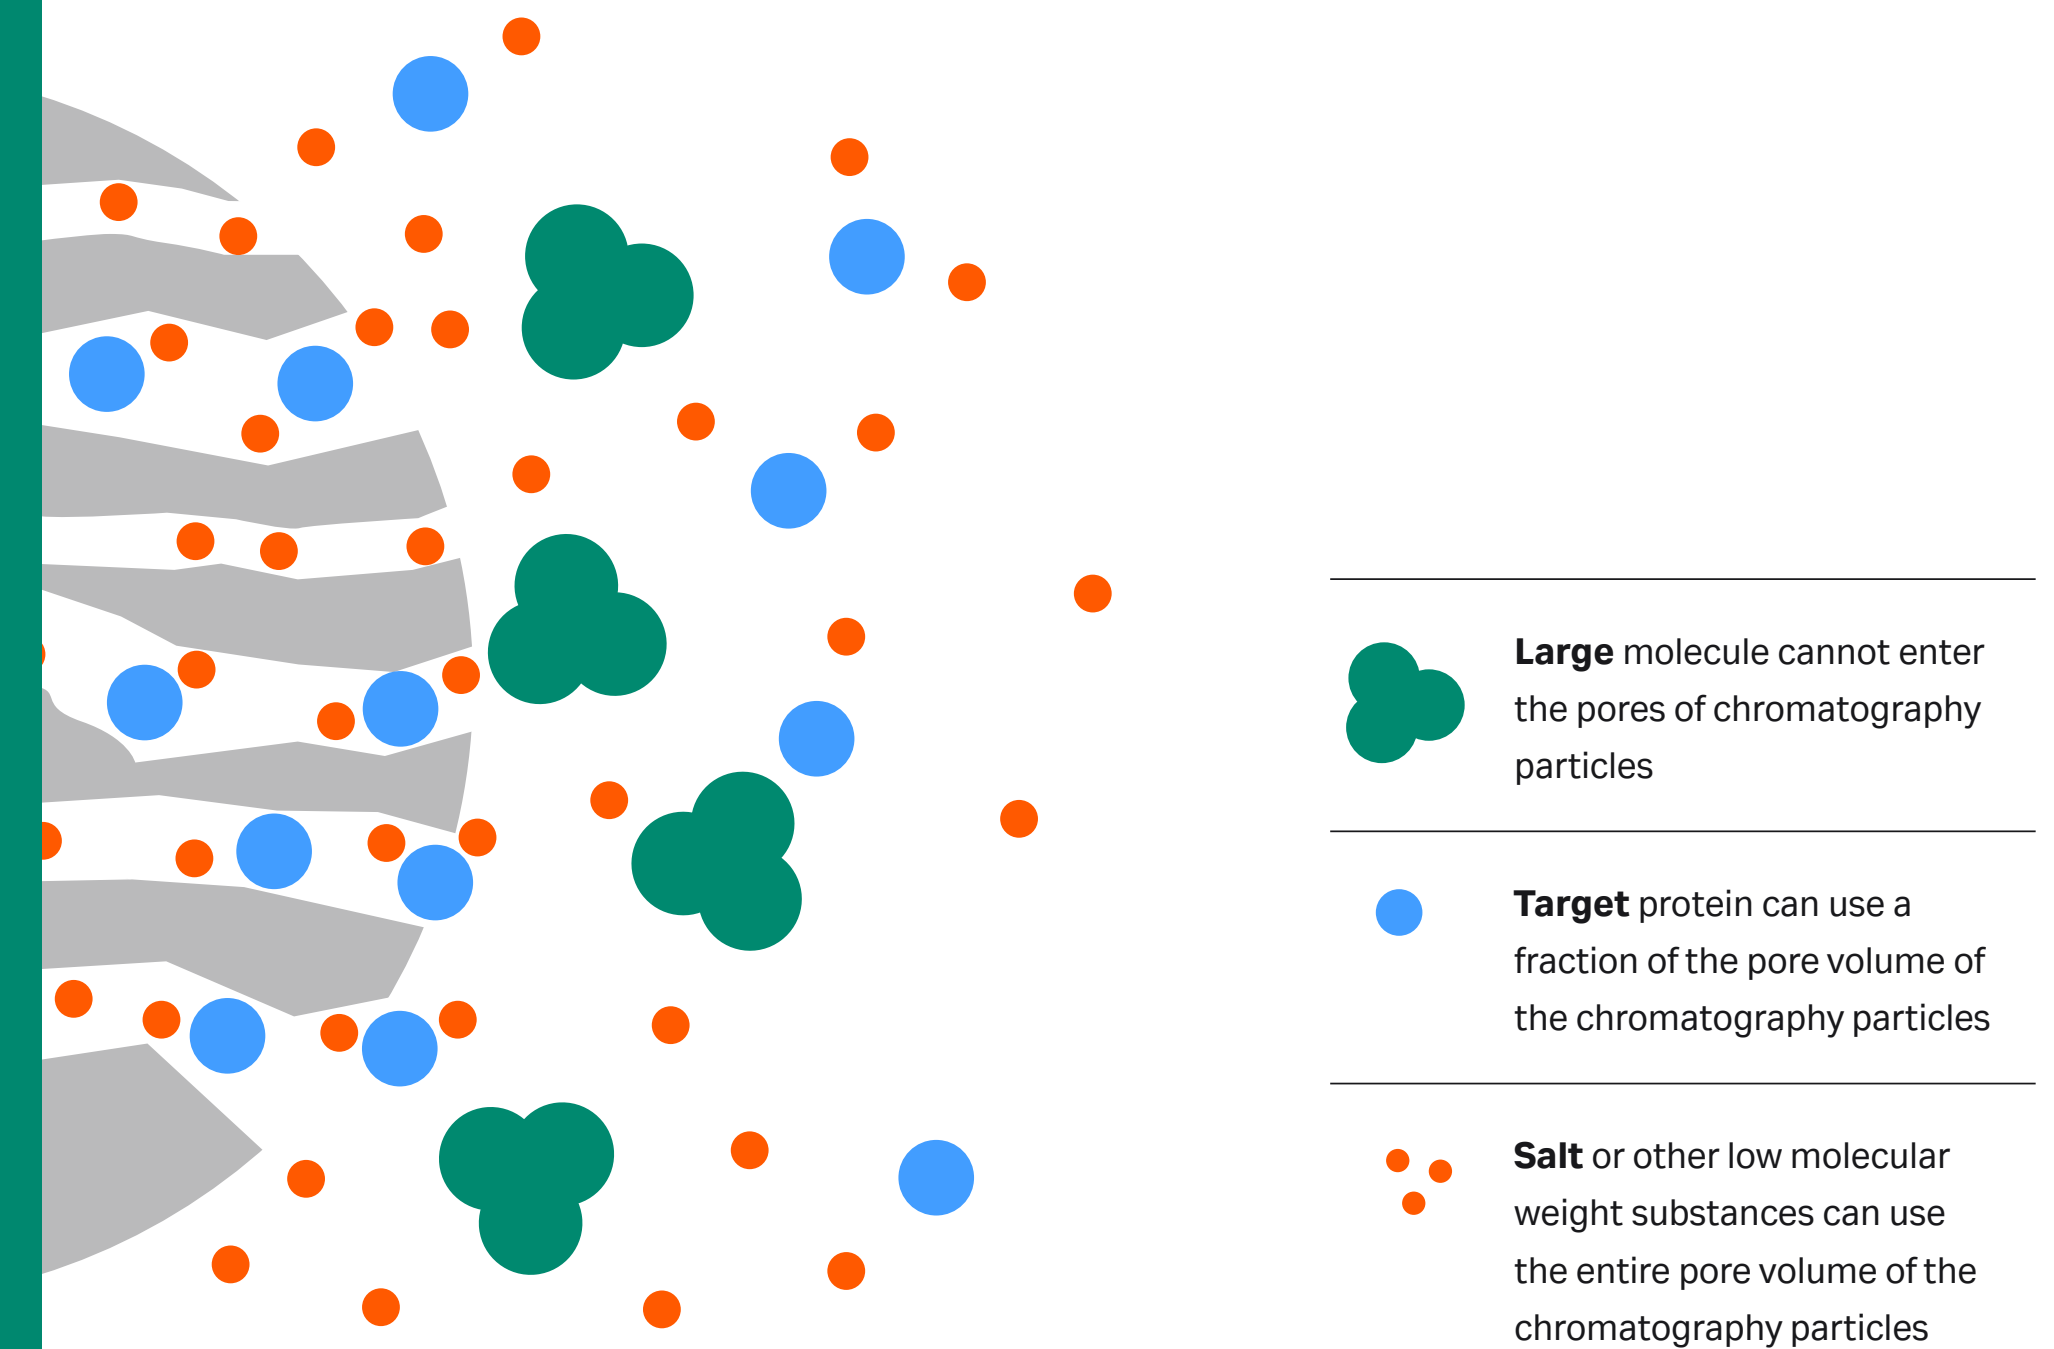 Large molecule cannot enter
the pores of chromatography
particles
Target protein can use a
fraction of the pore volume of
the chromatography particles
Salt or other low molecular
weight substances can use
the entire pore volume of the
chromatography particles